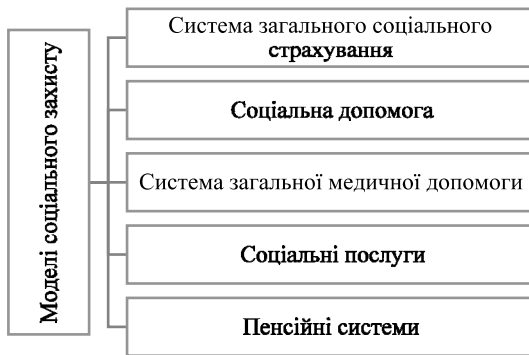 Моделі соціального захисту
Система загального соціального
страхування
Соціальна допомога
Система загальної медичної допомоги
Соціальні послуги
Пенсійні системи